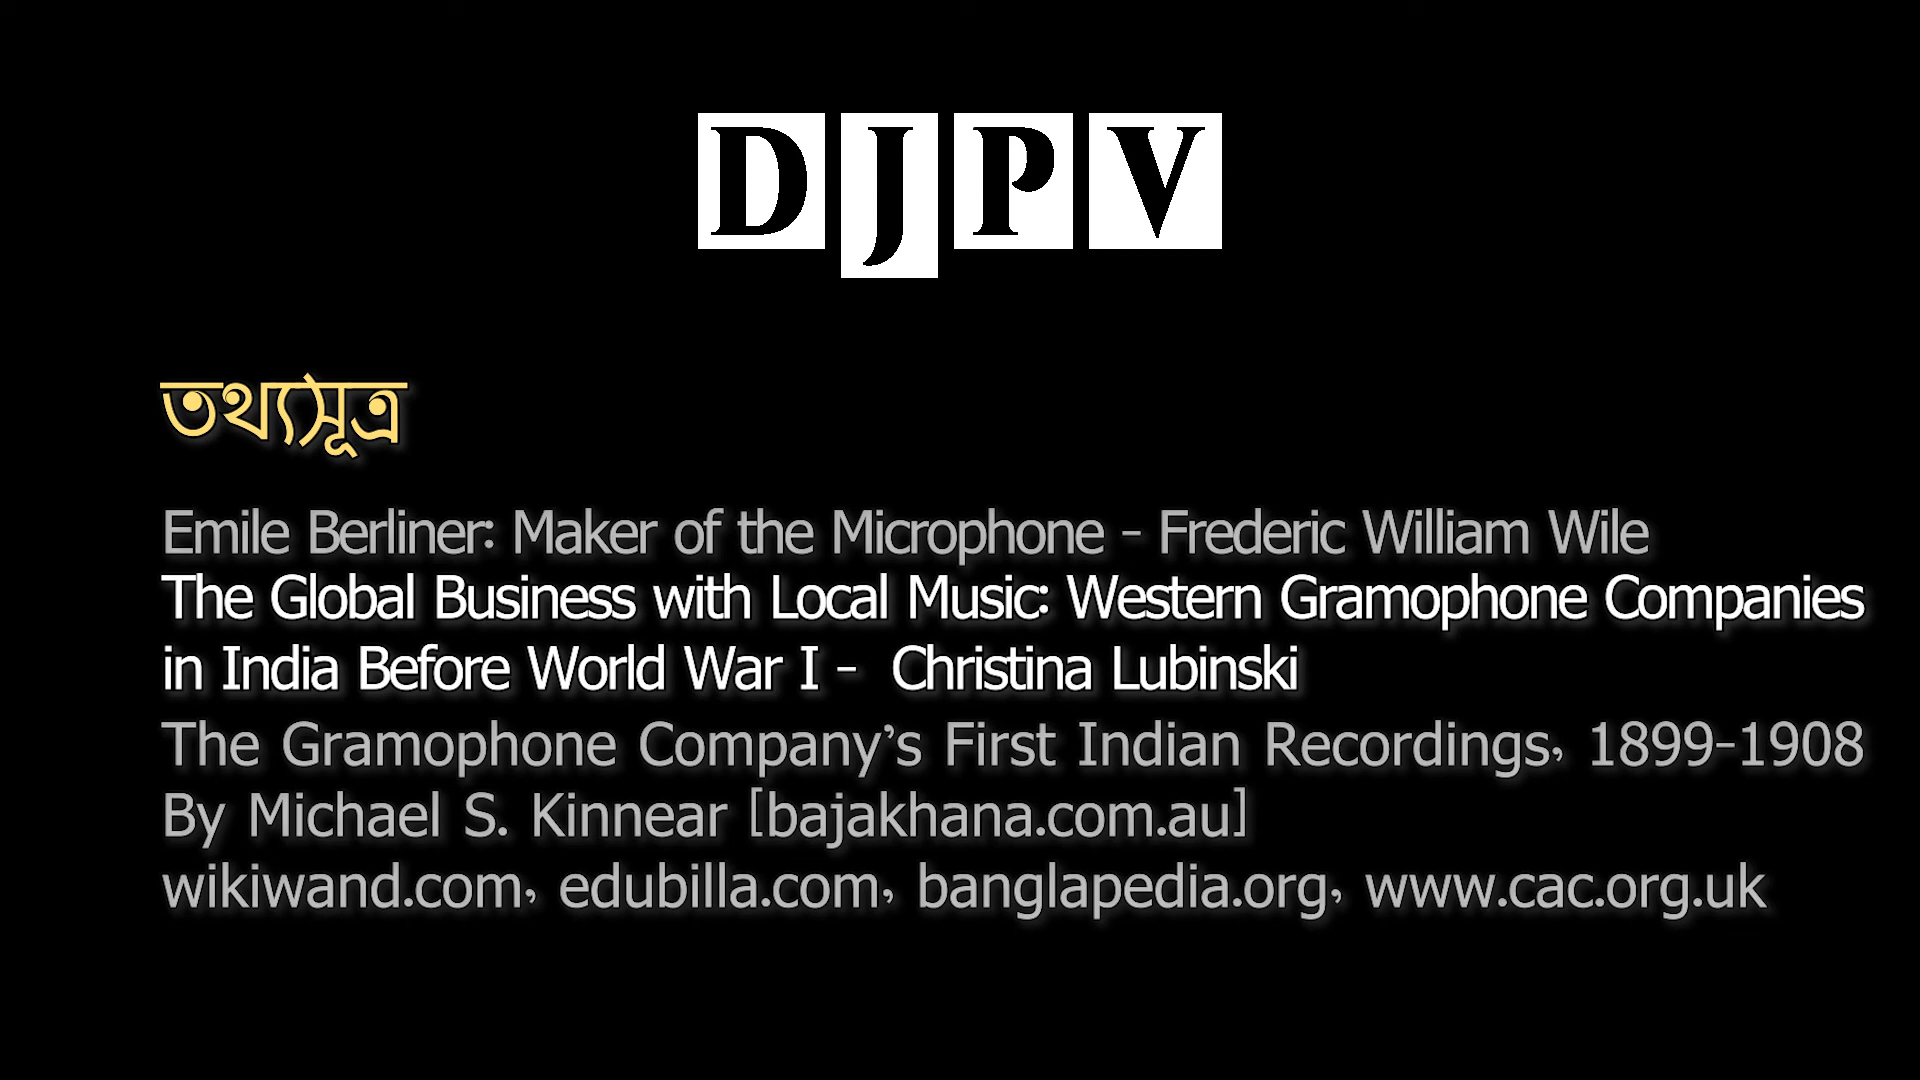 DJPV
তথ্যসূত্র
Emile Berliner: Maker of the Microphone - Frederic William Wile
The Global Business with Local Music: Western Gramophone Companies
in India Before World War I - Christina Lubinski
The Gramophone Company’s First Indian Recordings, 1899-1908
By Michael S. Kinnear [bajakhana.com.au]
wikiwand.com, edubilla.com, banglapedia.org, www.cac.org.uk